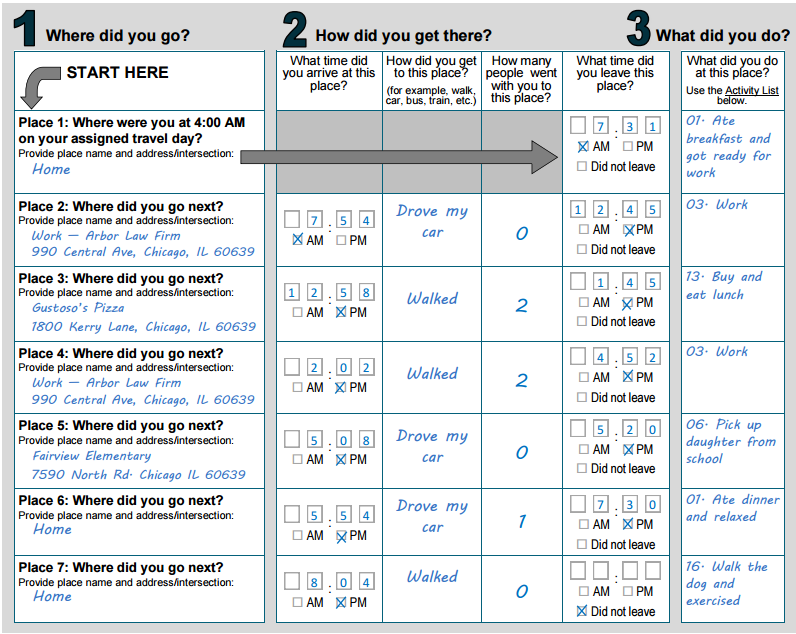 1 Where did you go?
2 How did you get there?
3 What did you do?
START HERE
What time did
you arrive at this
place?
How did you get
to this place?
(for example, walk,
car, bus, train, etc.)
How many
people went
with you to
this place?
What time did
you leave this
place?
What did you do
at this place?
Use the Activity List
below.
Place 1: Where were you at 4:00 AM
on your assigned travel day?
Provide place name and address/intersection:
Home
7:31
AM PM
Did not leave
01. Ate
breakfast and
got ready for
work
Place 2: Where did you go next?
Provide place name and address/intersection:
Work – Arbor Law Firm
990 Central Ave, Chicago, IL 60639
7:54
AM PM
Drove my
car
0
12:45
AM PM
Did not leave
03. Work
Place 3: Where did you go next?
Provide place name and address/intersection:
Gustoso's Pizza
1800 Kerry Lane, Chicago, IL 60639
12:58
AM PM
Walked
2
1:45
AM PM
Did not leave
13. Buy and
eat lunch
Place 4: Where did you go next?
Provide place name and address/intersection:
Work – Arbor Law Firm
990 Central Ave, Chicago, IL 60639
2:02
AM PM
Walked
2
4:52
AM PM
Did not leave
03. Work
Place 5: Where did you go next?
Provide place name and address/intersection:
Fairview Elementary
7590 North Rd. Chicago IL 60639
5:08
AM PM
Drove my
car
0
5:20
AM PM
Did not leave
06. Pick up
daughter from
school
Place 6: Where did you go next?
Provide place name and address/intersection:
Home
5:54
AM PM
Drove my
car
1
7:30
AM PM
Did not leave
01. Ate dinner
and relaxed
Place 7: Where did you go next?
Provide place name and address/intersection:
Home
8:04
AM PM
Walked
0
:
AM PM
Did not leave
16. Walk the
dog and
exercised